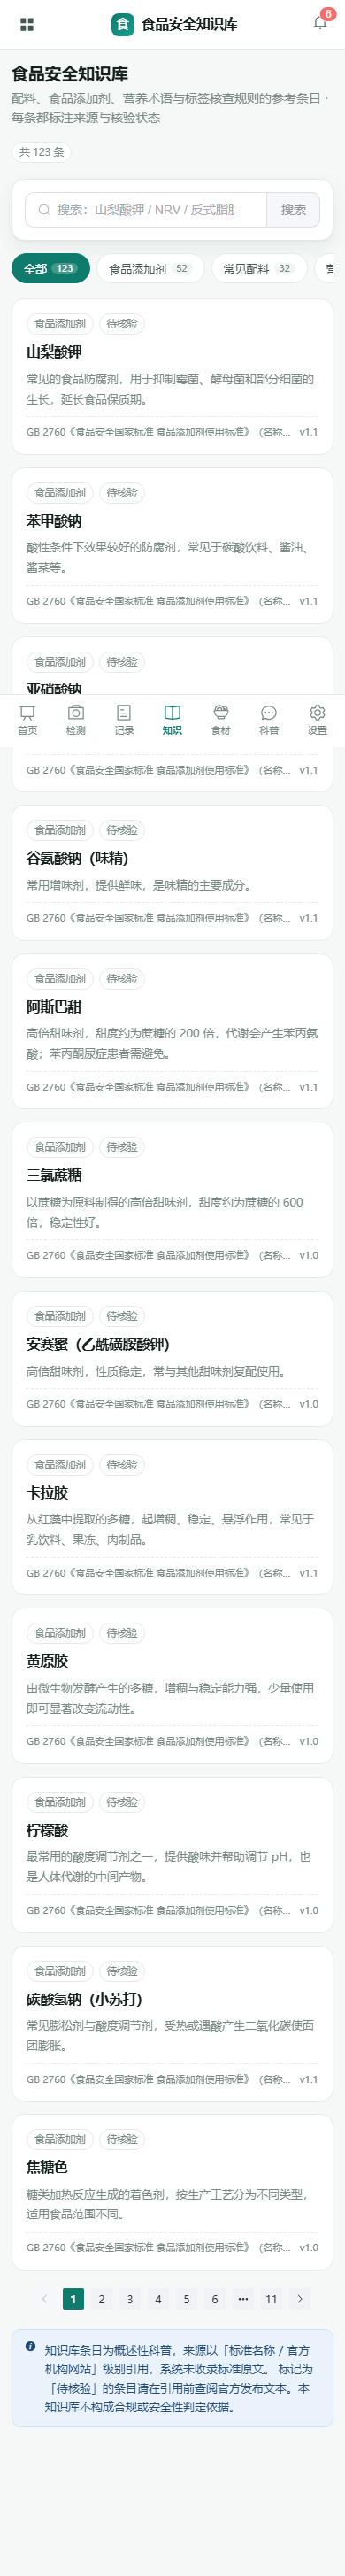 食 食品安全知识库
6
食品安全知识库
配料、食品添加剂、营养术语与标签核查规则的参考条目 ·
每条都标注来源与核验状态
共 123 条
搜索：山梨酸钾 / NRV / 反式脂肪
搜索
全部 123 食品添加剂 52 常见配料 32
食品添加剂 待核验
山梨酸钾
常见的食品防腐剂，用于抑制霉菌、酵母菌和部分细菌的
生长，延长食品保质期。
GB 2760《食品安全国家标准 食品添加剂使用标准》（名称... v1.1
食品添加剂 待核验
苯甲酸钠
酸性条件下效果较好的防腐剂，常见于碳酸饮料、酱油、
酱菜等。
GB 2760《食品安全国家标准 食品添加剂使用标准》（名称... v1.1
食品添加剂 待核验
亚硝酸钠
首页 检测 记录 知识 食材 科普 设置
GB 2760《食品安全国家标准 食品添加剂使用标准》（名称... v1.1
食品添加剂 待核验
谷氨酸钠（味精）
常用增味剂，提供鲜味，是味精的主要成分。
GB 2760《食品安全国家标准 食品添加剂使用标准》（名称... v1.1
食品添加剂 待核验
阿斯巴甜
高倍甜味剂，甜度约为蔗糖的 200 倍，代谢会产生苯丙氨
酸；苯丙酮尿症患者需避免。
GB 2760《食品安全国家标准 食品添加剂使用标准》（名称... v1.1
食品添加剂 待核验
三氯蔗糖
以蔗糖为原料制得的高倍甜味剂，甜度约为蔗糖的 600
倍，稳定性好。
GB 2760《食品安全国家标准 食品添加剂使用标准》（名称... v1.0
食品添加剂 待核验
安赛蜜（乙酰磺胺酸钾）
高倍甜味剂，性质稳定，常与其他甜味剂复配使用。
GB 2760《食品安全国家标准 食品添加剂使用标准》（名称... v1.0
食品添加剂 待核验
卡拉胶
从红藻中提取的多糖，起增稠、稳定、悬浮作用，常见于
乳饮料、果冻、肉制品。
GB 2760《食品安全国家标准 食品添加剂使用标准》（名称... v1.1
食品添加剂 待核验
黄原胶
由微生物发酵产生的多糖，增稠与稳定能力强，少量使用
即可显著改变流动性。
GB 2760《食品安全国家标准 食品添加剂使用标准》（名称... v1.0
食品添加剂 待核验
柠檬酸
最常用的酸度调节剂之一，提供酸味并帮助调节 pH，也
是人体代谢的中间产物。
GB 2760《食品安全国家标准 食品添加剂使用标准》（名称... v1.0
食品添加剂 待核验
碳酸氢钠（小苏打）
常见膨松剂与酸度调节剂，受热或遇酸产生二氧化碳使面
团膨胀。
GB 2760《食品安全国家标准 食品添加剂使用标准》（名称... v1.1
食品添加剂 待核验
焦糖色
糖类加热反应生成的着色剂，按生产工艺分为不同类型，
适用食品范围不同。
GB 2760《食品安全国家标准 食品添加剂使用标准》（名称... v1.0
1 2 3 4 5 6 ••• 11
知识库条目为概述性科普，来源以「标准名称 / 官方
机构网站」级别引用，系统未收录标准原文。 标记为
「待核验」的条目请在引用前查阅官方发布文本。本
知识库不构成合规或安全性判定依据。